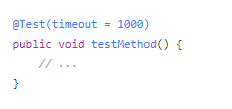 @Test(timeout = 1000)
public void testMethod() {
    // ...
}